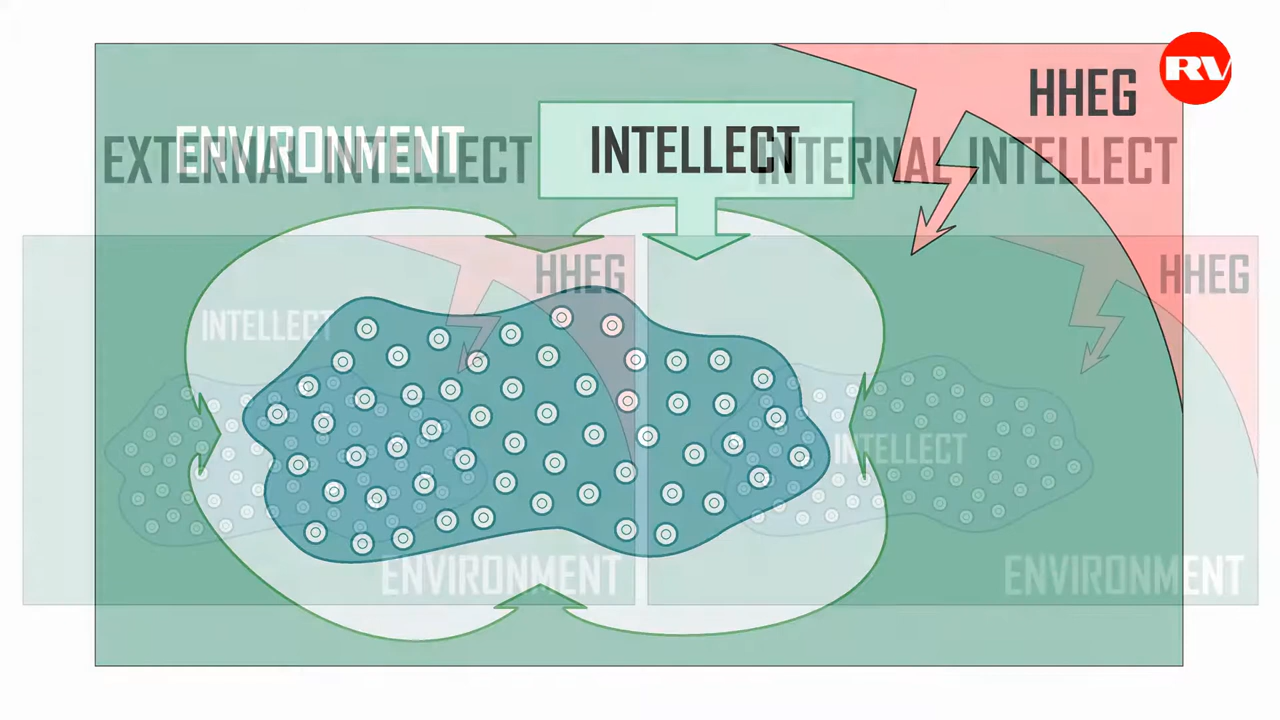 RV
HHEG
ENVIRONMENT
INTELLECT
EXTERNAL INTELLECT
INTERNAL INTELLECT
HHEG
HHEG
INTELLECT
INTELLECT
ENVIRONMENT
ENVIRONMENT